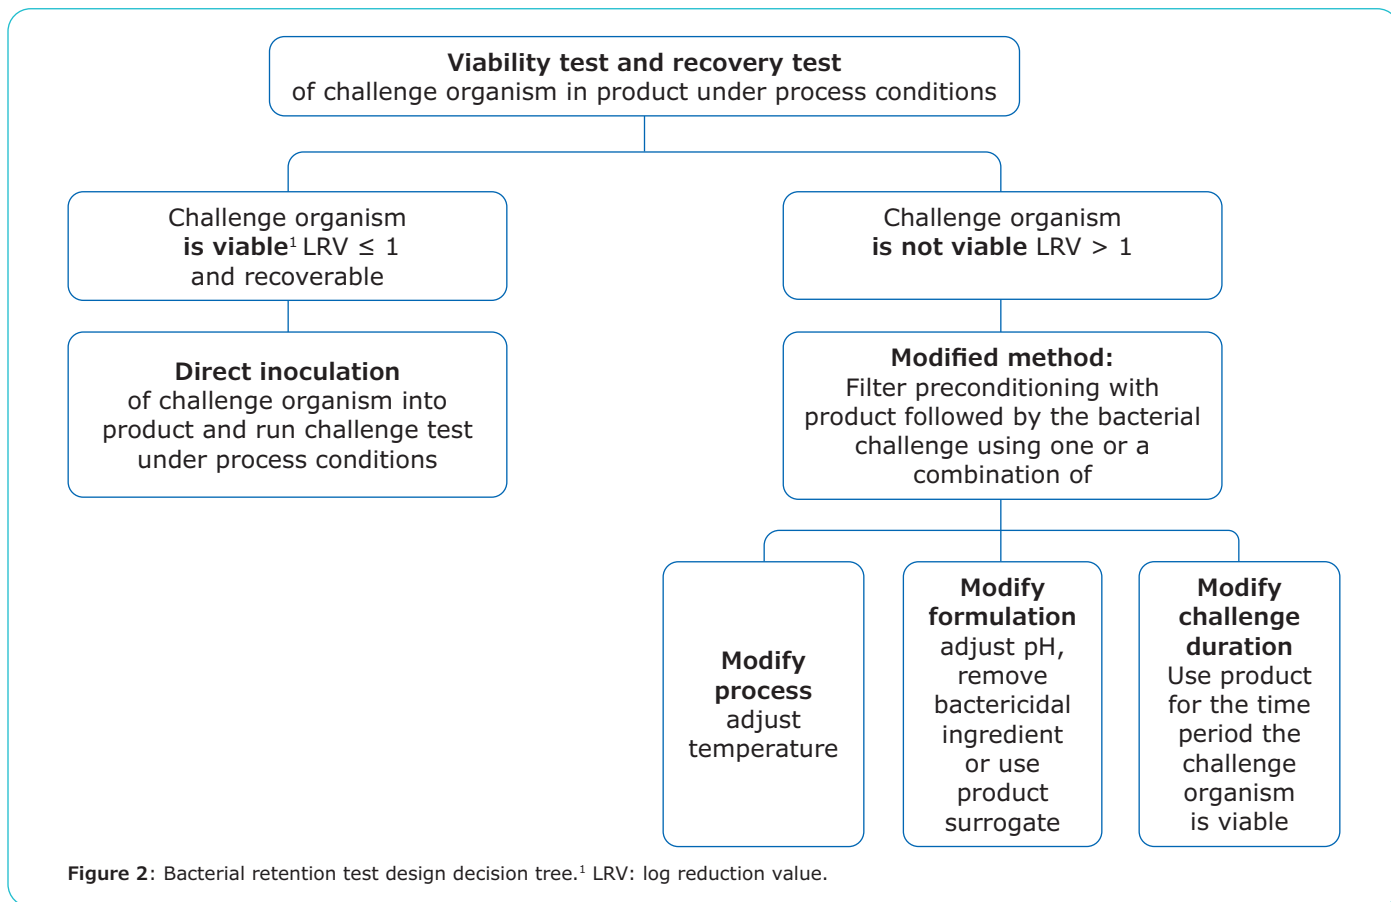 Viability test and recovery test
of challenge organism in product under process conditions
Challenge organism
is viable¹ LRV ≤ 1
and recoverable
Challenge organism
is not viable LRV > 1
Direct inoculation
of challenge organism into
product and run challenge test
under process conditions
Modified method:
Filter preconditioning with
product followed by the bacterial
challenge using one or a
combination of
Modify
process
adjust
temperature
Modify
formulation
adjust pH,
remove
bactericidal
ingredient
or use
product
surrogate
Modify
challenge
duration
Use product
for the time
period the
challenge
organism
is viable
Figure 2: Bacterial retention test design decision tree.¹ LRV: log reduction value.